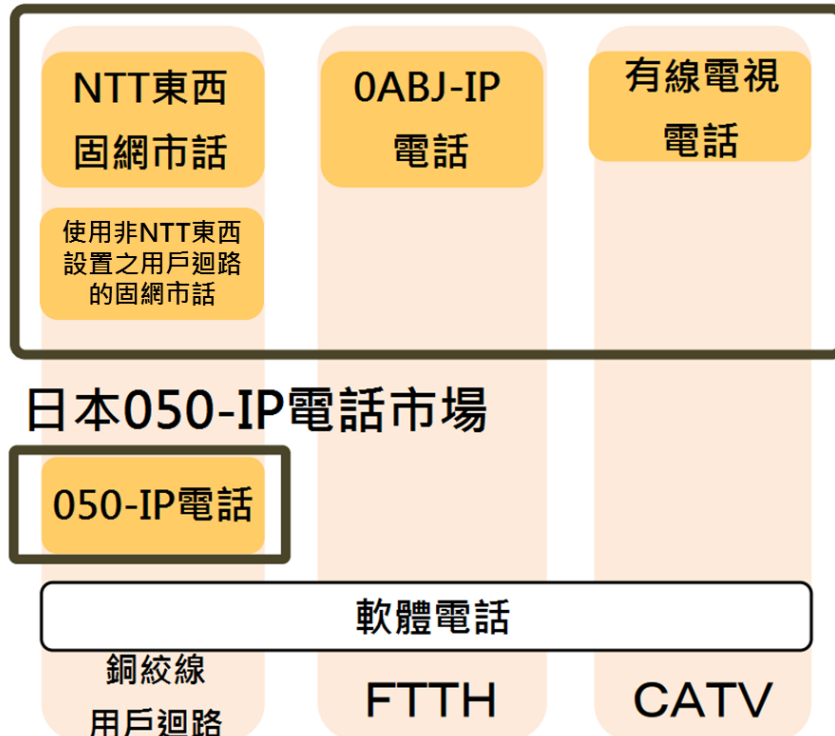 NTT東西
固網市話
0ABJ-IP
電話
有線電視
電話
使用非NTT東西
設置之用戶迴路
的固網市話
日本050-IP電話市場
050-IP電話
軟體電話
銅絞線
用戶迴路
FTTH
CATV